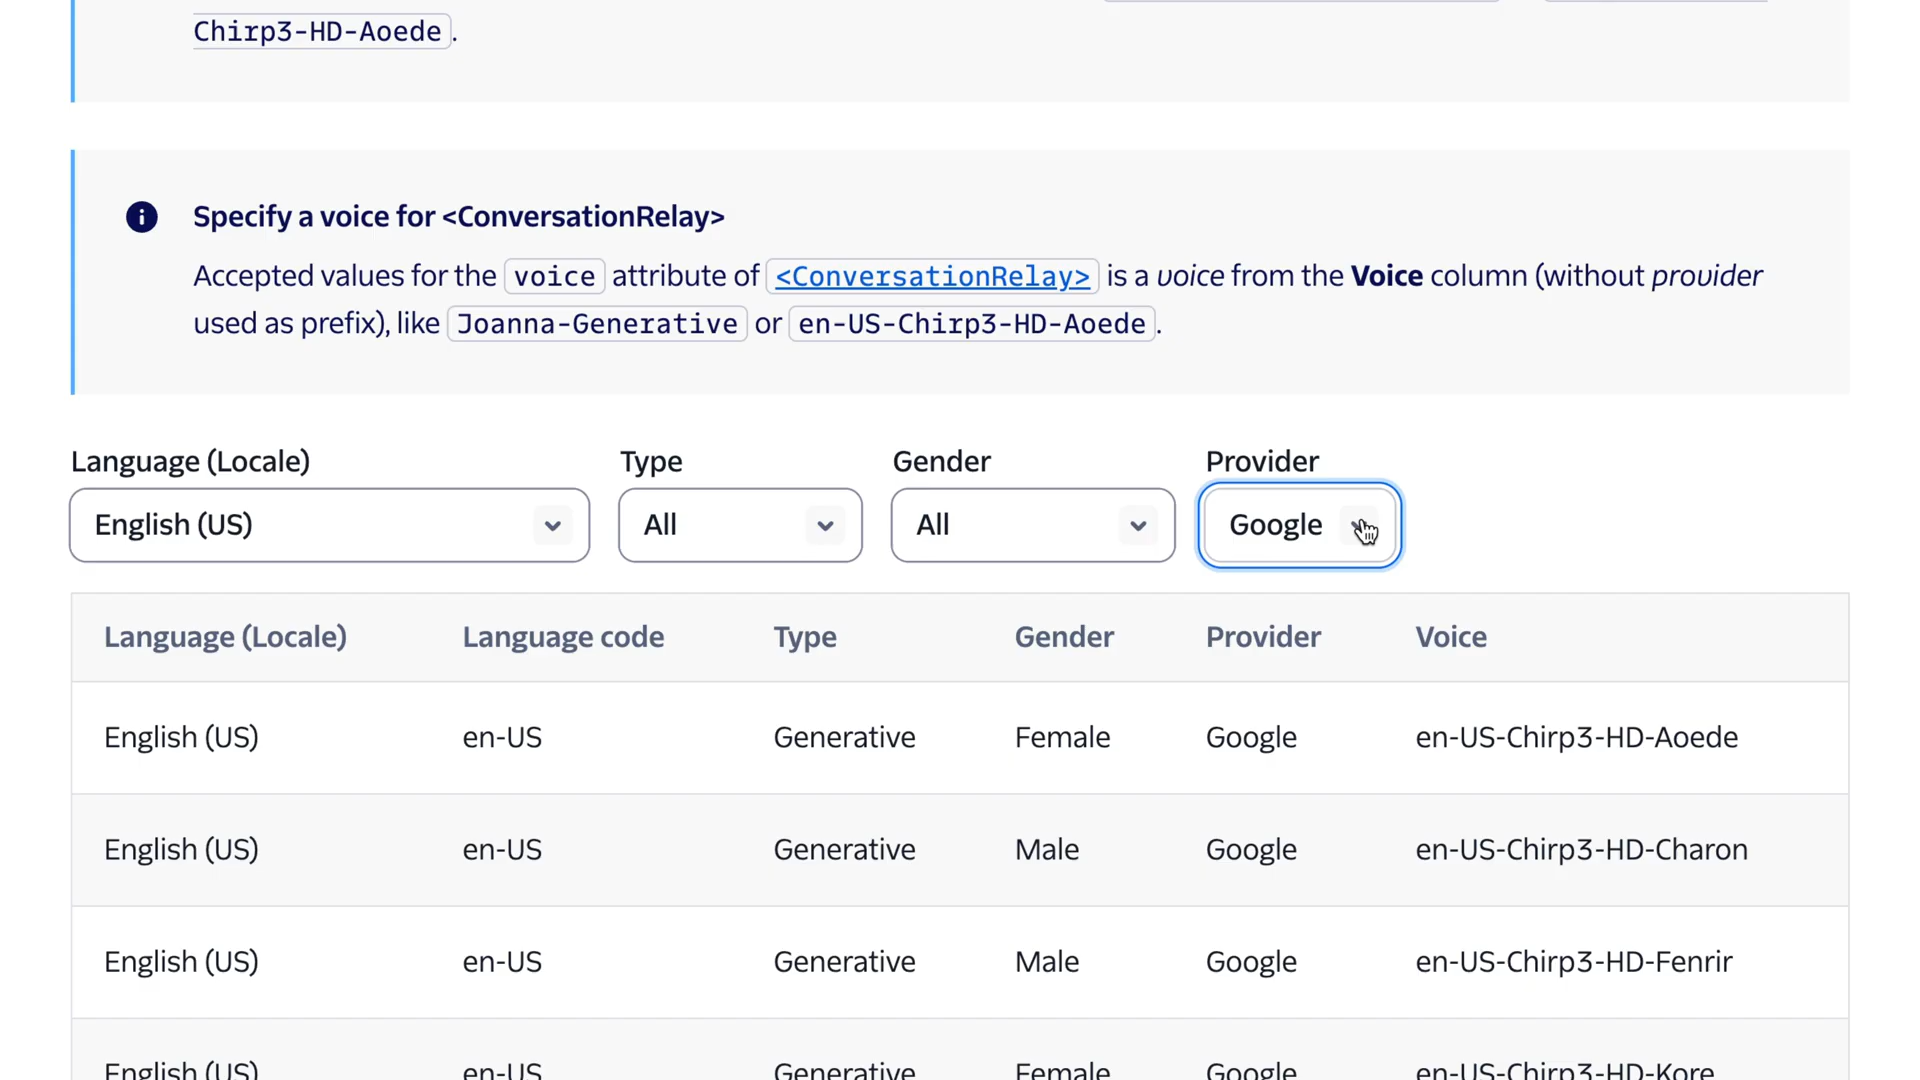 Chirp3-HD-Aoede.
Specify a voice for <ConversationRelay>
Accepted values for the voice attribute of <ConversationRelay> is a voice from the Voice column (without provider
used as prefix), like Joanna-Generative or en-US-Chirp3-HD-Aoede.
Language (Locale) Type Gender Provider
English (US) All All Google
Language (Locale) Language code Type Gender Provider Voice
English (US) en-US Generative Female Google en-US-Chirp3-HD-Aoede
English (US) en-US Generative Male Google en-US-Chirp3-HD-Charon
English (US) en-US Generative Male Google en-US-Chirp3-HD-Fenrir
English (US) en-US Generative Female Google en-US-Chirp3-HD-Kore